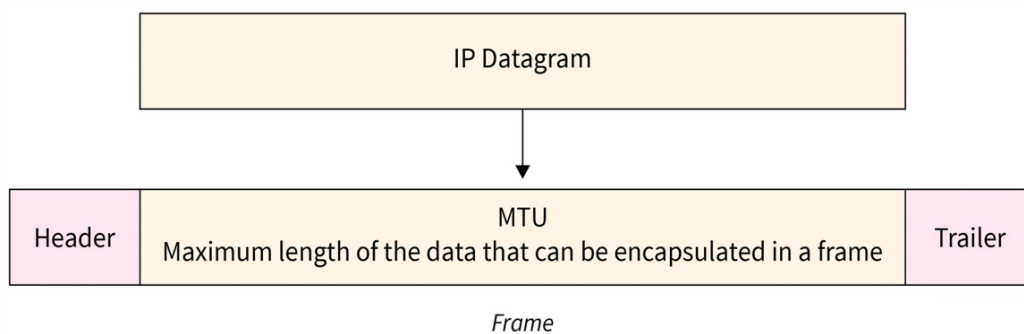 IP Datagram
Header
MTU
Maximum length of the data that can be encapsulated in a frame
Trailer
Frame